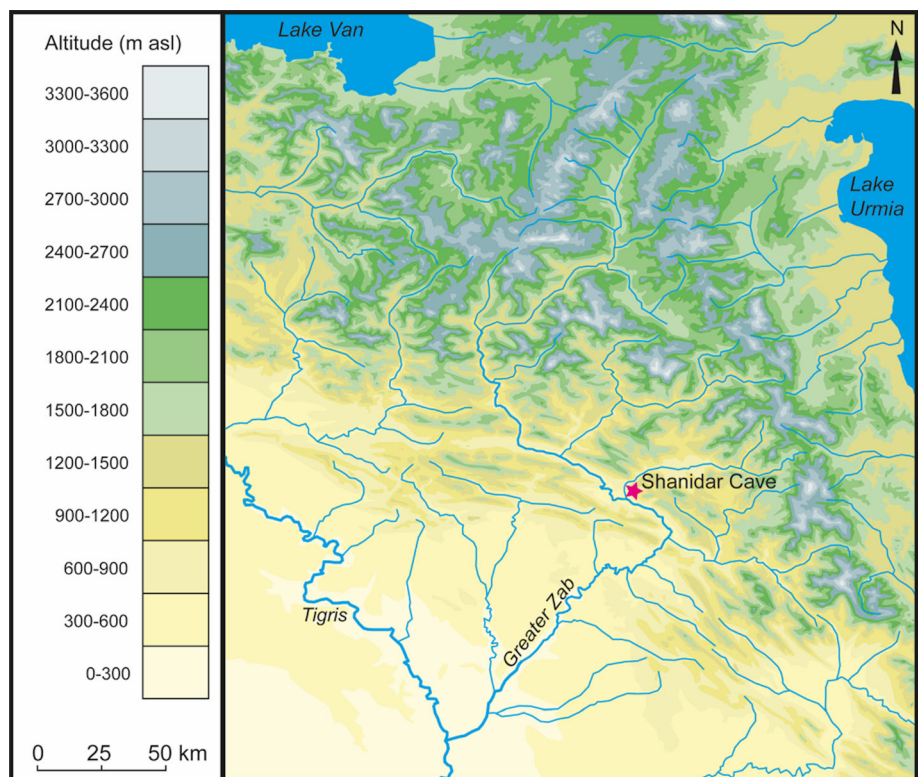 Altitude (m asl)
3300-3600
3000-3300
2700-3000
2400-2700
2100-2400
1800-2100
1500-1800
1200-1500
900-1200
600-900
300-600
0-300
0 25 50 km
Lake Van
N
Lake
Urmia
Shanidar Cave
Tigris
Greater Zab